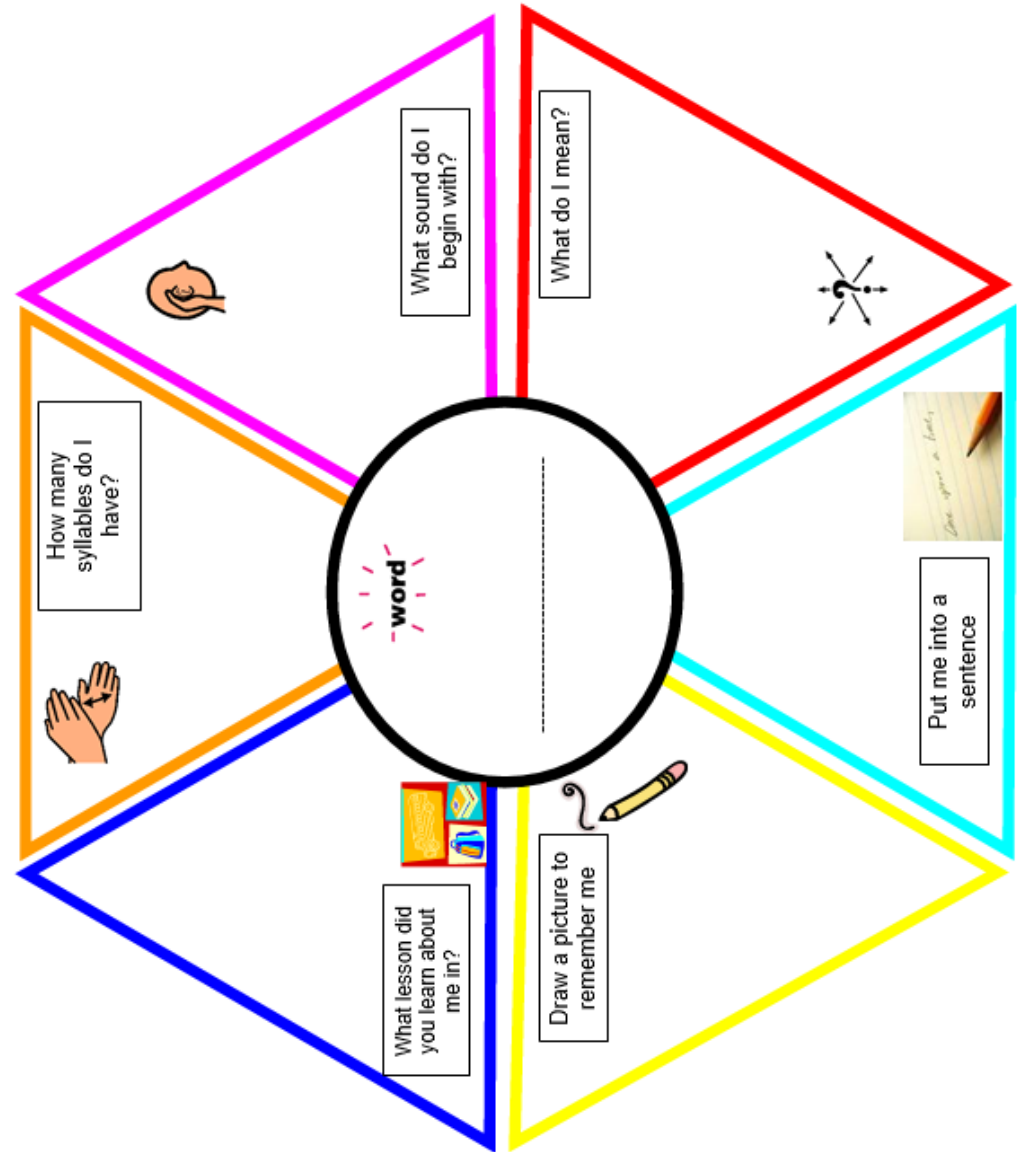 How many
syllables do I
have?
What lesson did
you learn about
me in?
word
What sound do I
begin with?
Draw a picture to
remember me
What do I mean?
Put me into a
sentence